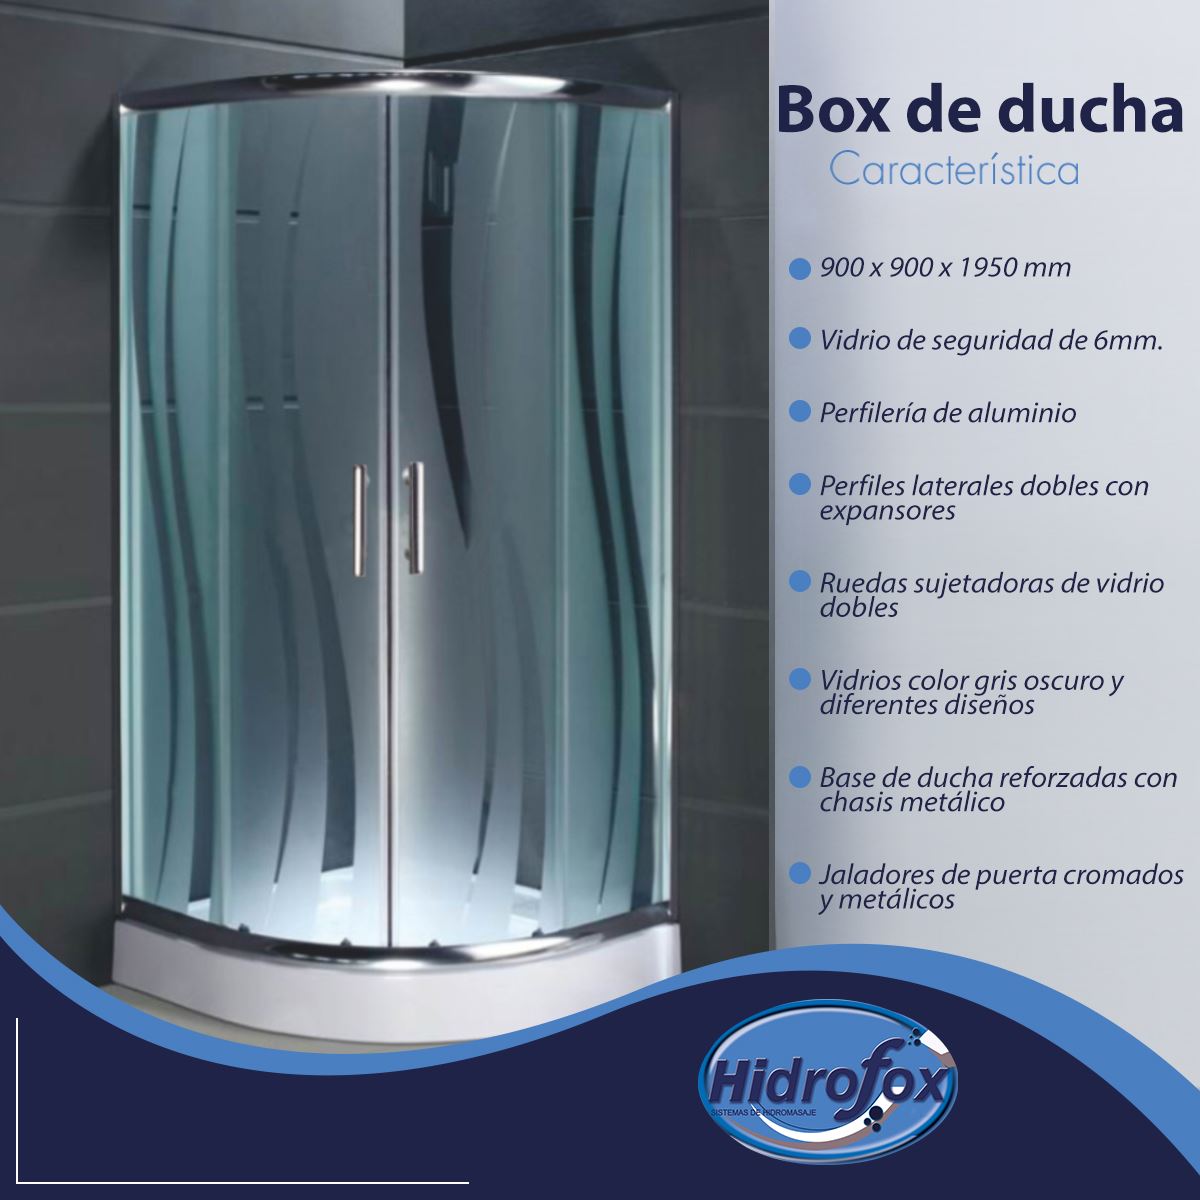 Box de ducha
Característica
900 x 900 x 1950 mm
Vidrio de seguridad de 6mm.
Perfilería de aluminio
Perfiles laterales dobles con
expansores
Ruedas sujetadoras de vidrio
dobles
Vidrios color gris oscuro y
diferentes diseños
Base de ducha reforzadas con
chasis metálico
Jaladores de puerta cromados
y metálicos
Hidrofox
SISTEMAS DE HIDROMASAJE